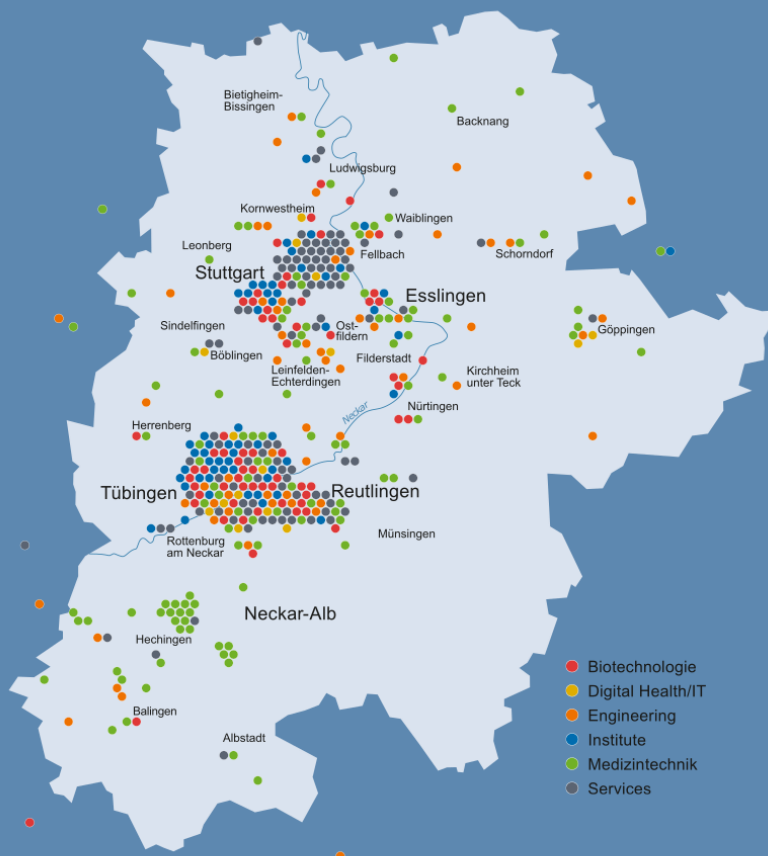 Bietigheim-
Bissingen
Backnang
Ludwigsburg
Kornwestheim
Waiblingen
Leonberg
Fellbach
Schorndorf
Stuttgart
Esslingen
Sindelfingen
Ost-
fildern
Göppingen
Böblingen
Filderstadt
Leinfelden-
Echterdingen
Kirchheim
unter Teck
Neckar
Nürtingen
Herrenberg
Tübingen
Reutlingen
Münsingen
Rottenburg
am Neckar
Neckar-Alb
Hechingen
Balingen
Albstadt
Biotechnologie
Digital Health/IT
Engineering
Institute
Medizintechnik
Services